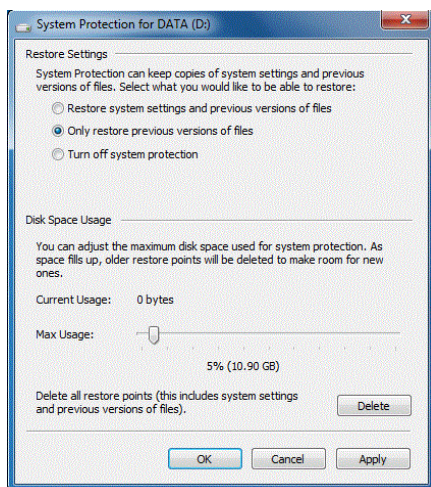 System Protection for DATA (D:)
Restore Settings
System Protection can keep copies of system settings and previous
versions of files. Select what you would like to be able to restore:
Restore system settings and previous versions of files
Only restore previous versions of files
Turn off system protection
Disk Space Usage
You can adjust the maximum disk space used for system protection. As
space fills up, older restore points will be deleted to make room for new
ones.
Current Usage: 0 bytes
Max Usage:
5% (10.90 GB)
Delete all restore points (this includes system settings
and previous versions of files).
Delete
OK Cancel Apply